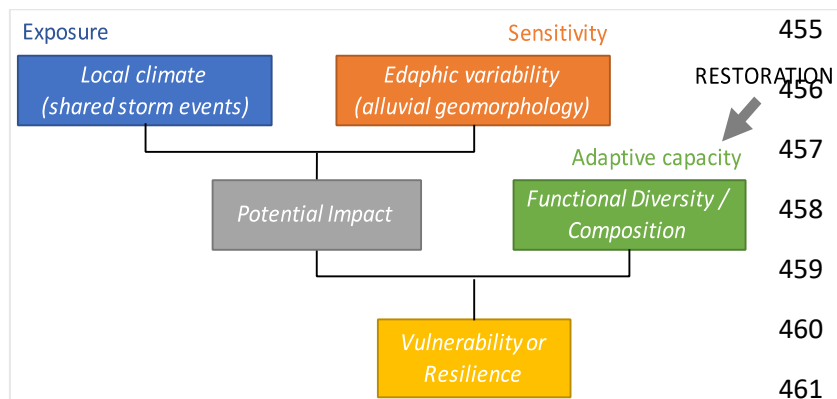 Exposure
Sensitivity
455
Local climate
(shared storm events)
Edaphic variability
(alluvial geomorphology)
RESTORATION
456
Adaptive capacity
457
Potential Impact
Functional Diversity /
Composition
458
459
Vulnerability or
Resilience
460
461